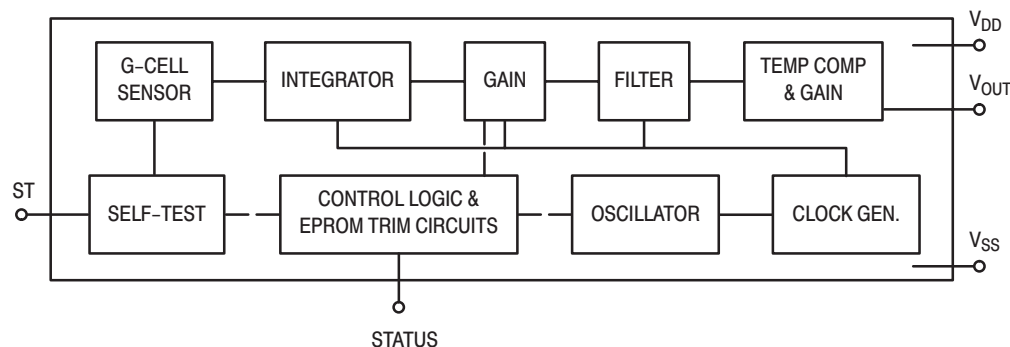 V_DD
G–CELL
SENSOR
INTEGRATOR
GAIN
FILTER
TEMP COMP
& GAIN
V_OUT
ST
SELF–TEST
CONTROL LOGIC &
EPROM TRIM CIRCUITS
OSCILLATOR
CLOCK GEN.
V_SS
STATUS